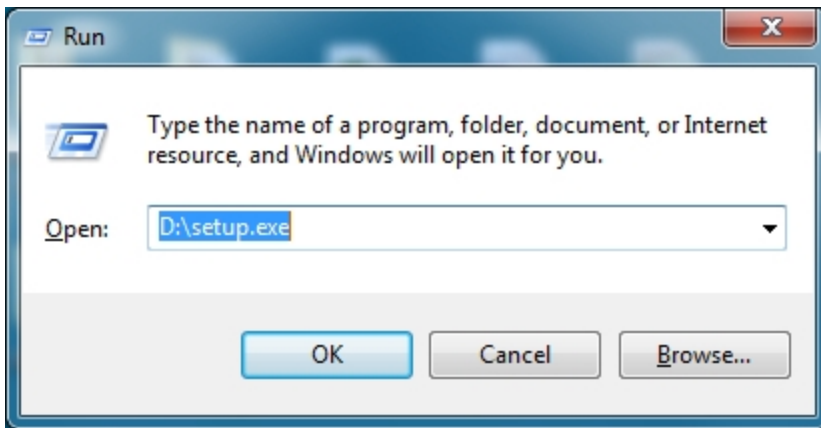 Run
Type the name of a program, folder, document, or Internet
resource, and Windows will open it for you.
Open: D:\setup.exe
OK Cancel Browse...